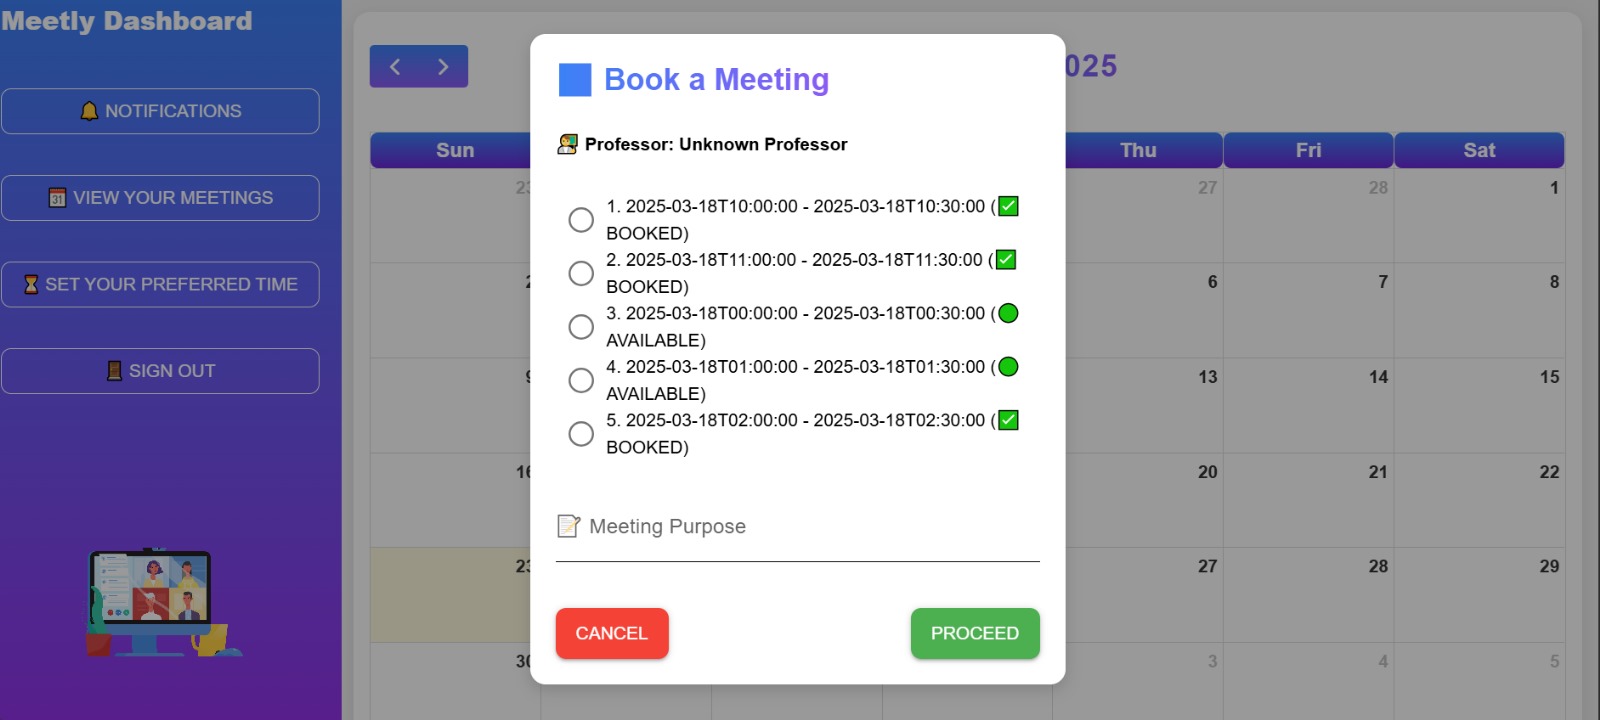 Meetly Dashboard
🔔 NOTIFICATIONS
📅 VIEW YOUR MEETINGS
⏳ SET YOUR PREFERRED TIME
🚪 SIGN OUT
025
Sun
Thu
Fri
Sat
27
28
1
6
7
8
13
14
15
16
20
21
22
23
27
28
29
30
3
4
5
Book a Meeting
Professor: Unknown Professor
1. 2025-03-18T10:00:00 - 2025-03-18T10:30:00 (✅
BOOKED)
2. 2025-03-18T11:00:00 - 2025-03-18T11:30:00 (✅
BOOKED)
3. 2025-03-18T00:00:00 - 2025-03-18T00:30:00 (🟢
AVAILABLE)
4. 2025-03-18T01:00:00 - 2025-03-18T01:30:00 (🟢
AVAILABLE)
5. 2025-03-18T02:00:00 - 2025-03-18T02:30:00 (✅
BOOKED)
📝 Meeting Purpose
CANCEL
PROCEED